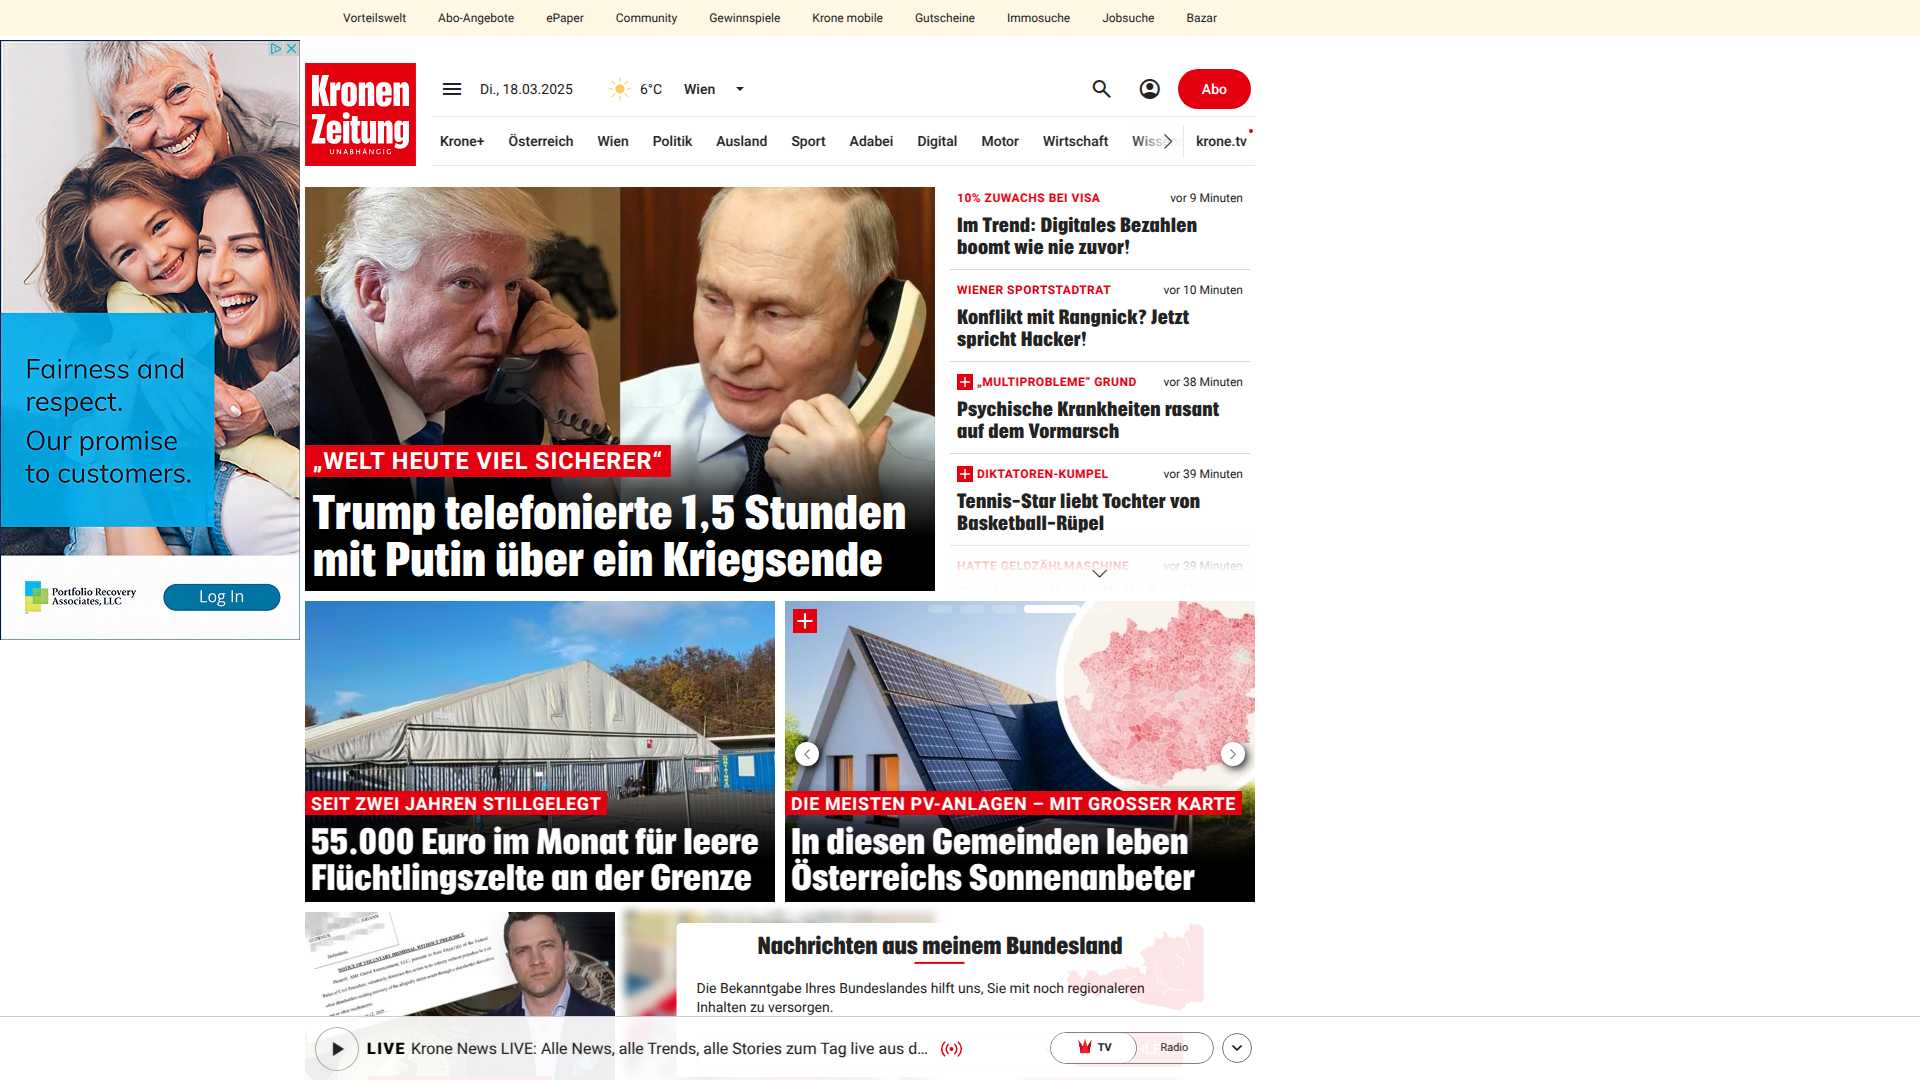 Vorteilswelt Abo-Angebote ePaper Community Gewinnspiele Krone mobile Gutscheine Immosuche Jobsuche Bazar
Kronen
Zeitung
UNABHÄNGIG
Di., 18.03.2025 6°C Wien
Abo
Krone+ Österreich Wien Politik Ausland Sport Adabei Digital Motor Wirtschaft krone.tv
Fairness and
respect.
Our promise
to customers.
Portfolio Recovery
Associates, LLC
Log In
„WELT HEUTE VIEL SICHERER“
Trump telefonierte 1,5 Stunden
mit Putin über ein Kriegsende
10% ZUWACHS BEI VISA vor 9 Minuten
Im Trend: Digitales Bezahlen
boomt wie nie zuvor!
WIENER SPORTSTADTRAT vor 10 Minuten
Konflikt mit Rangnick? Jetzt
spricht Hacker!
„MULTIPROBLEME“ GRUND vor 38 Minuten
Psychische Krankheiten rasant
auf dem Vormarsch
DIKTATOREN-KUMPEL vor 39 Minuten
Tennis-Star liebt Tochter von
Basketball-Rüpel
HATTE GELDZÄHLMASCHINE vor 39 Minuten
SEIT ZWEI JAHREN STILLGELEGT
55.000 Euro im Monat für leere
Flüchtlingszelte an der Grenze
DIE MEISTEN PV-ANLAGEN – MIT GROSSER KARTE
In diesen Gemeinden leben
Österreichs Sonnenanbeter
NOTICE OF VOLUNTARY DISMISSAL WITHOUT PREJUDICE
Nachrichten aus meinem Bundesland
Die Bekanntgabe Ihres Bundeslandes hilft uns, Sie mit noch regionaleren
Inhalten zu versorgen.
LIVE Krone News LIVE: Alle News, alle Trends, alle Stories zum Tag live aus d...
TV Radio